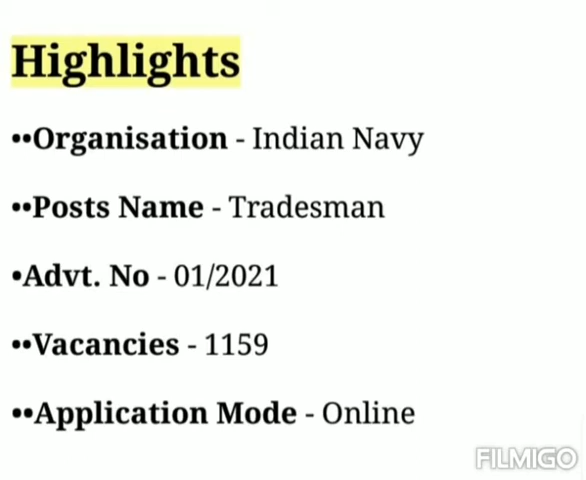 Highlights
••Organisation - Indian Navy
••Posts Name - Tradesman
•Advt. No - 01/2021
••Vacancies - 1159
••Application Mode - Online
FILMIGO